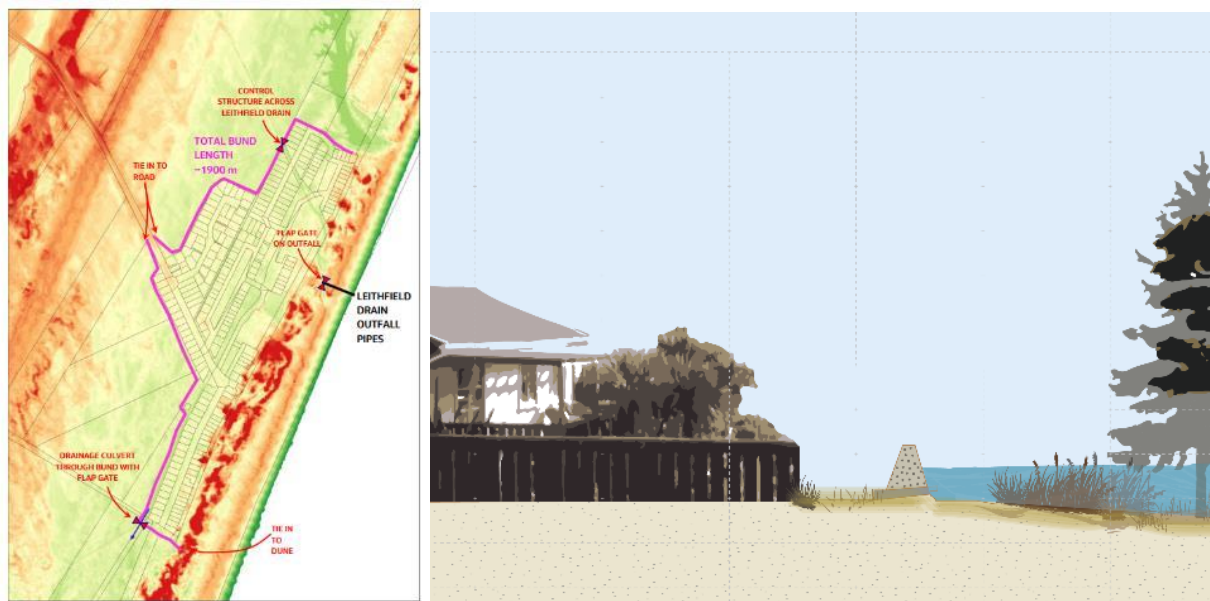 CONTROL
STRUCTURE ACROSS
LEITHFIELD DRAIN
TOTAL BUND
LENGTH
~1900 m
TIE IN TO
ROAD
FLAP GATE
ON OUTFALL
LEITHFIELD
DRAIN
OUTFALL
PIPES
DRAINAGE CULVERT
THROUGH BUND WITH
FLAP GATE
TIE IN
TO
DUNE